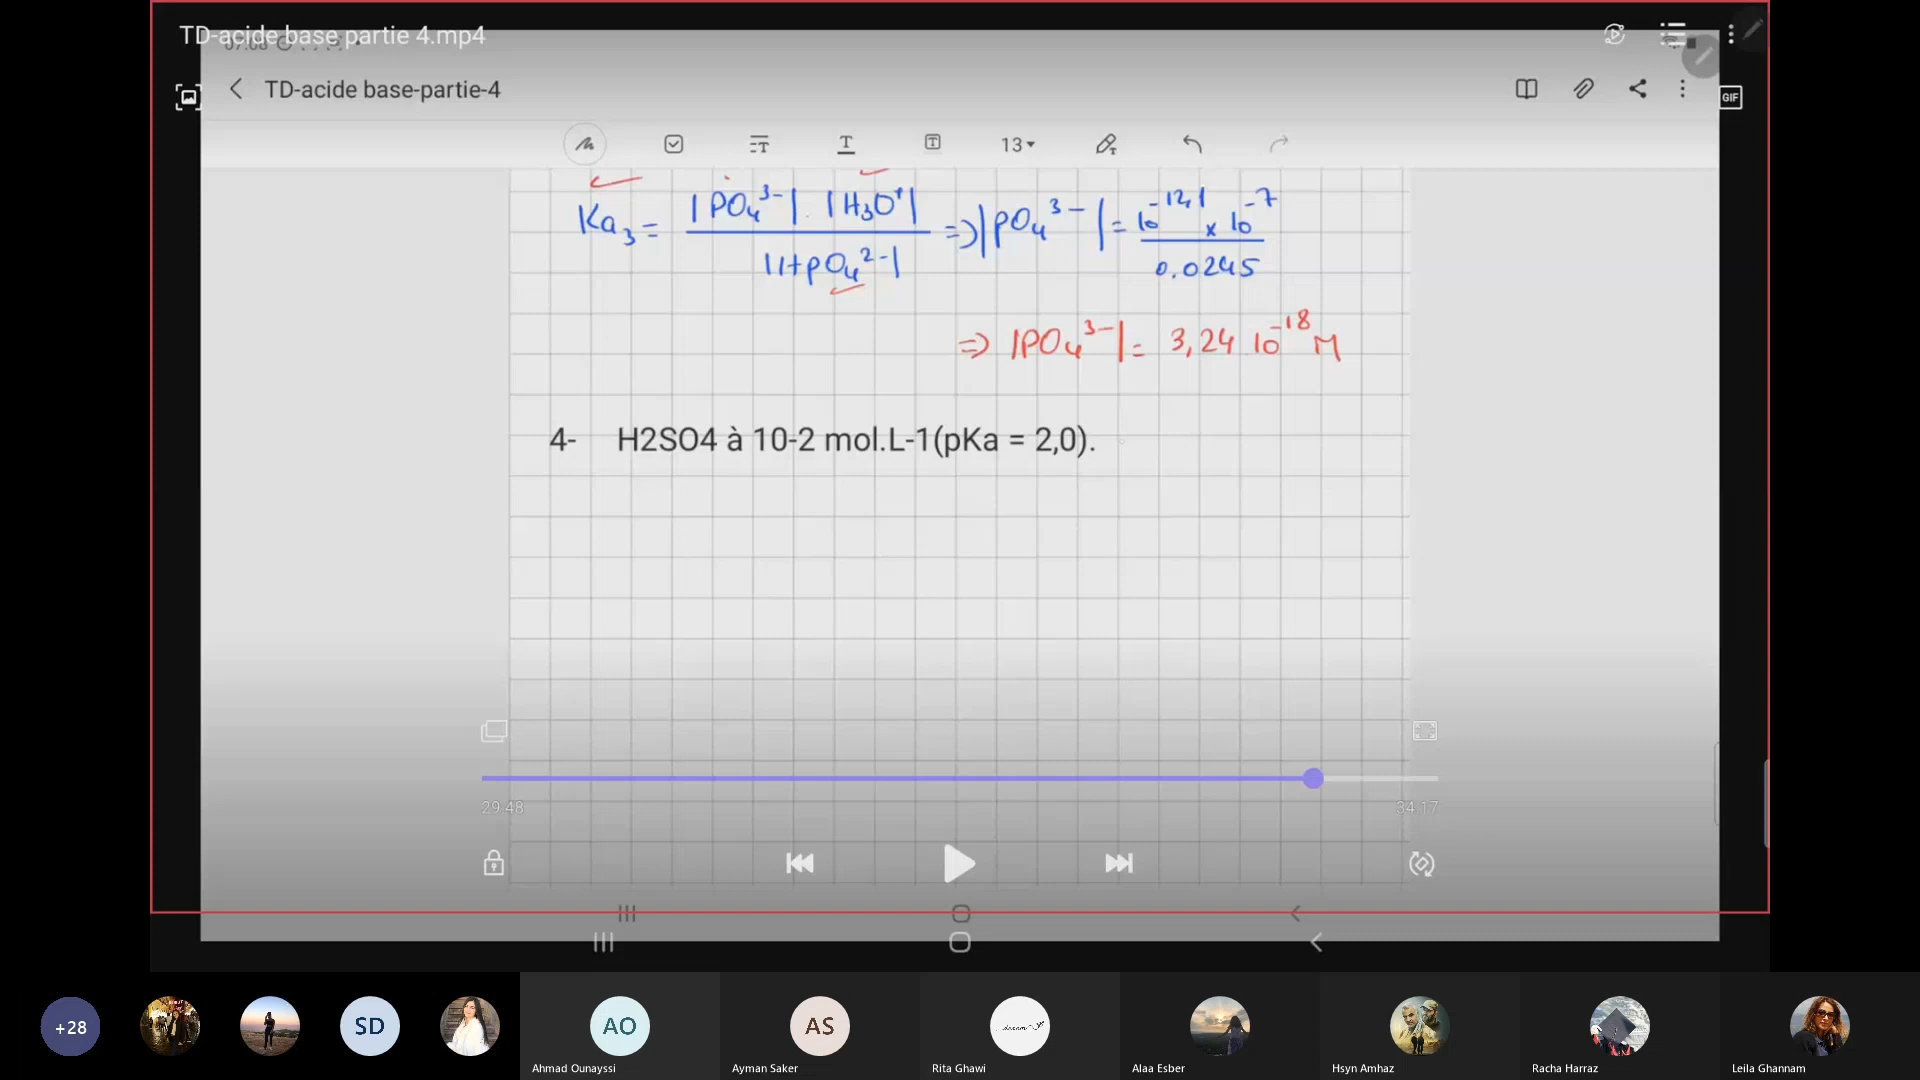 TD-acide base partie 4.mp4
TD-acide base-partie-4
GIF
13
Ka3 = |PO4^3-| . |H3O+| / |HPO4^2-| => |PO4^3-| = 10^-12,1 x 10^-7 / 0.0245
=> |PO4^3-| = 3,24 10^-18 M
4- H2SO4 à 10-2 mol.L-1(pKa = 2,0).
29:48
34:17
+28
SD
AO
AS
dream
Ahmad Ounayssi
Ayman Saker
Rita Ghawi
Alaa Esber
Hsyn Amhaz
Racha Harraz
Leila Ghannam